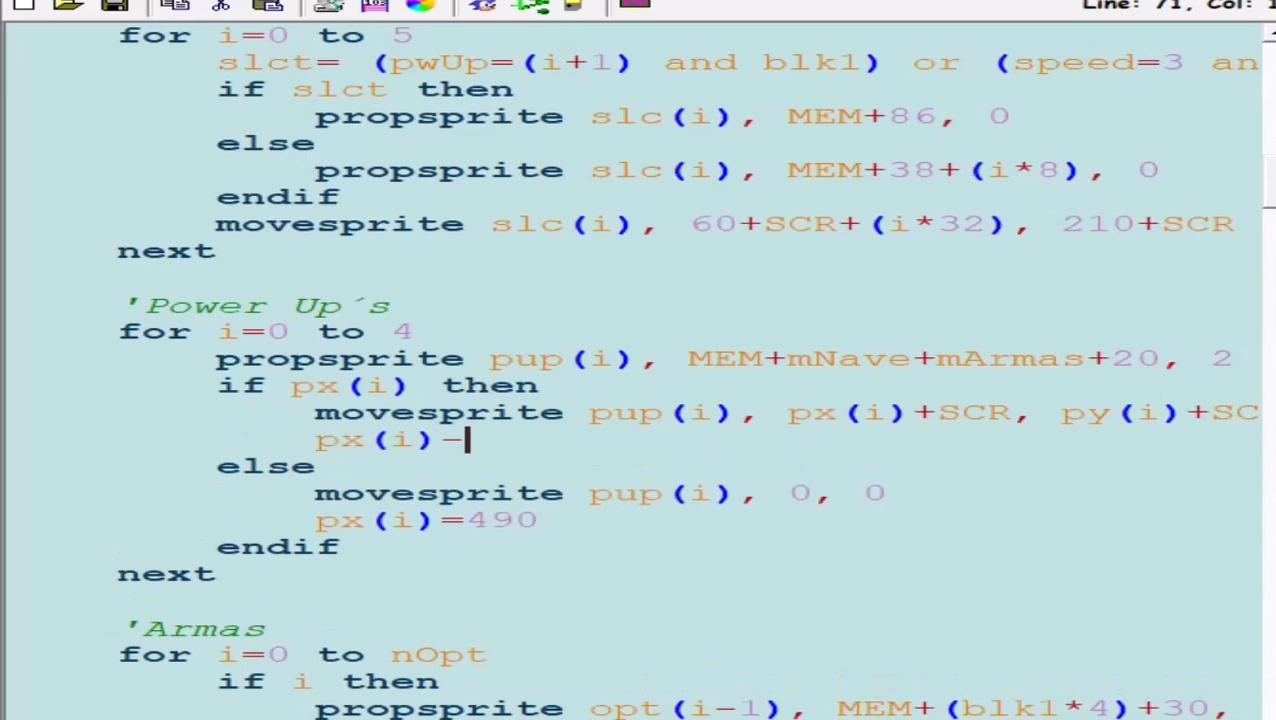 Line: 71, Col: 1
for i=0 to 5
slct= (pwUp=(i+1) and blk1) or (speed=3 an
if slct then
propsprite slc(i), MEM+86, 0
else
propsprite slc(i), MEM+38+(i*8), 0
endif
movesprite slc(i), 60+SCR+(i*32), 210+SCR
next
'Power Up´s
for i=0 to 4
propsprite pup(i), MEM+mNave+mArmas+20, 2
if px(i) then
movesprite pup(i), px(i)+SCR, py(i)+SC
px(i)-
else
movesprite pup(i), 0, 0
px(i)=490
endif
next
'Armas
for i=0 to nOpt
if i then
propsprite opt(i-1), MEM+(blk1*4)+30,